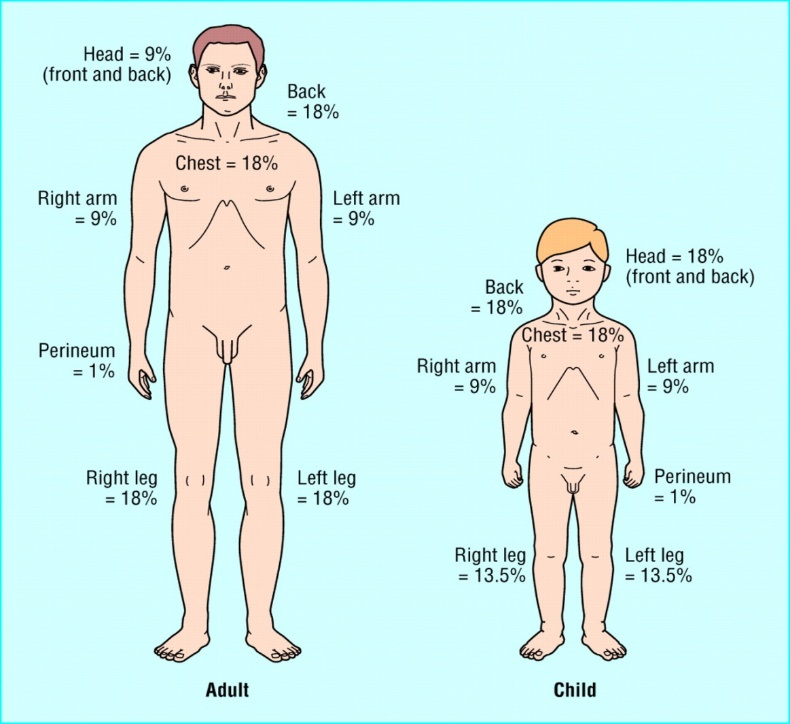 Head = 9%
(front and back)
Back
= 18%
Chest = 18%
Right arm
= 9%
Left arm
= 9%
Perineum
= 1%
Right leg
= 18%
Left leg
= 18%
Adult
Head = 18%
(front and back)
Back
= 18%
Chest = 18%
Right arm
= 9%
Left arm
= 9%
Perineum
= 1%
Right leg
= 13.5%
Left leg
= 13.5%
Child